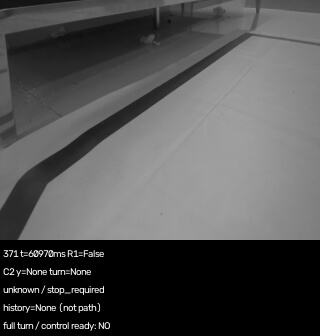 371 t=60970ms R1=False
C2 y=None turn=None
unknown / stop_required
history=None (not path)
full turn / control ready: NO